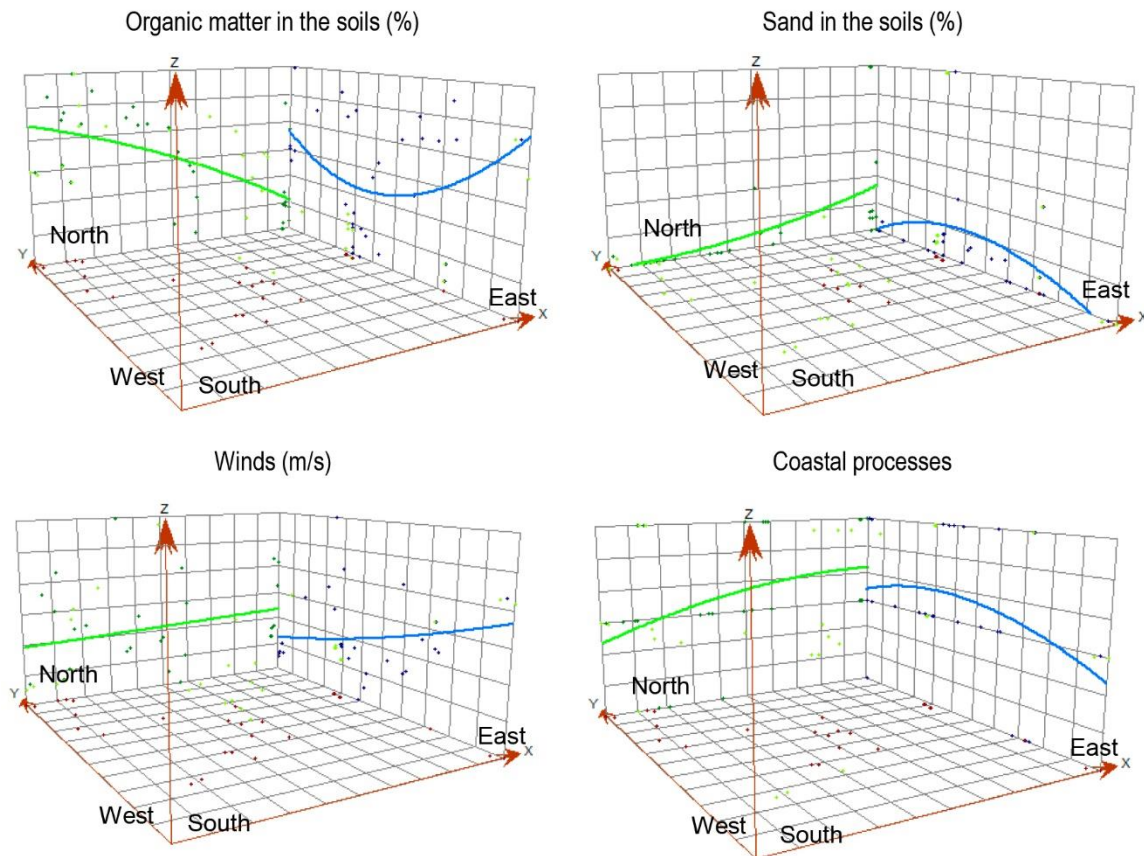 Organic matter in the soils (%)
Z
North
Y
East
X
West
South
Sand in the soils (%)
Z
North
Y
East
X
West
South
Winds (m/s)
Z
North
Y
East
X
West
South
Coastal processes
Z
North
Y
East
X
West
South